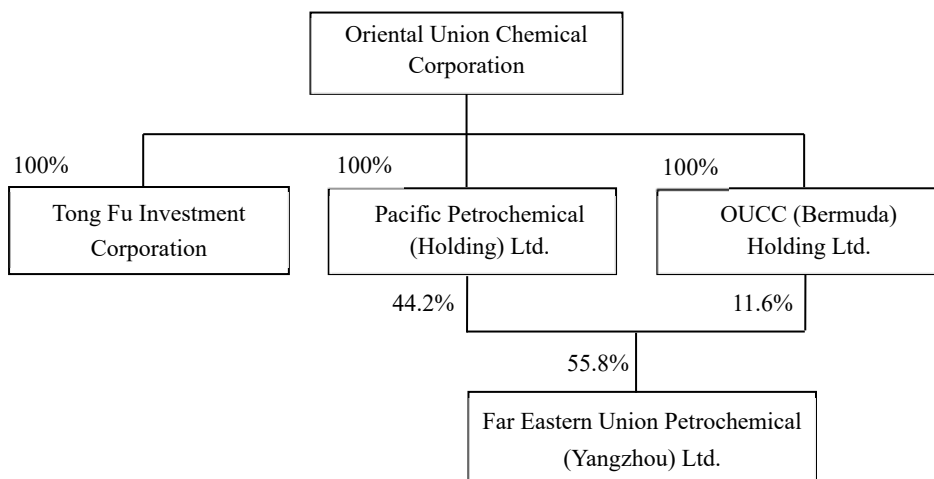 Oriental Union Chemical
Corporation
100%
100%
100%
Tong Fu Investment
Corporation
Pacific Petrochemical
(Holding) Ltd.
OUCC (Bermuda)
Holding Ltd.
44.2%
11.6%
55.8%
Far Eastern Union Petrochemical
(Yangzhou) Ltd.